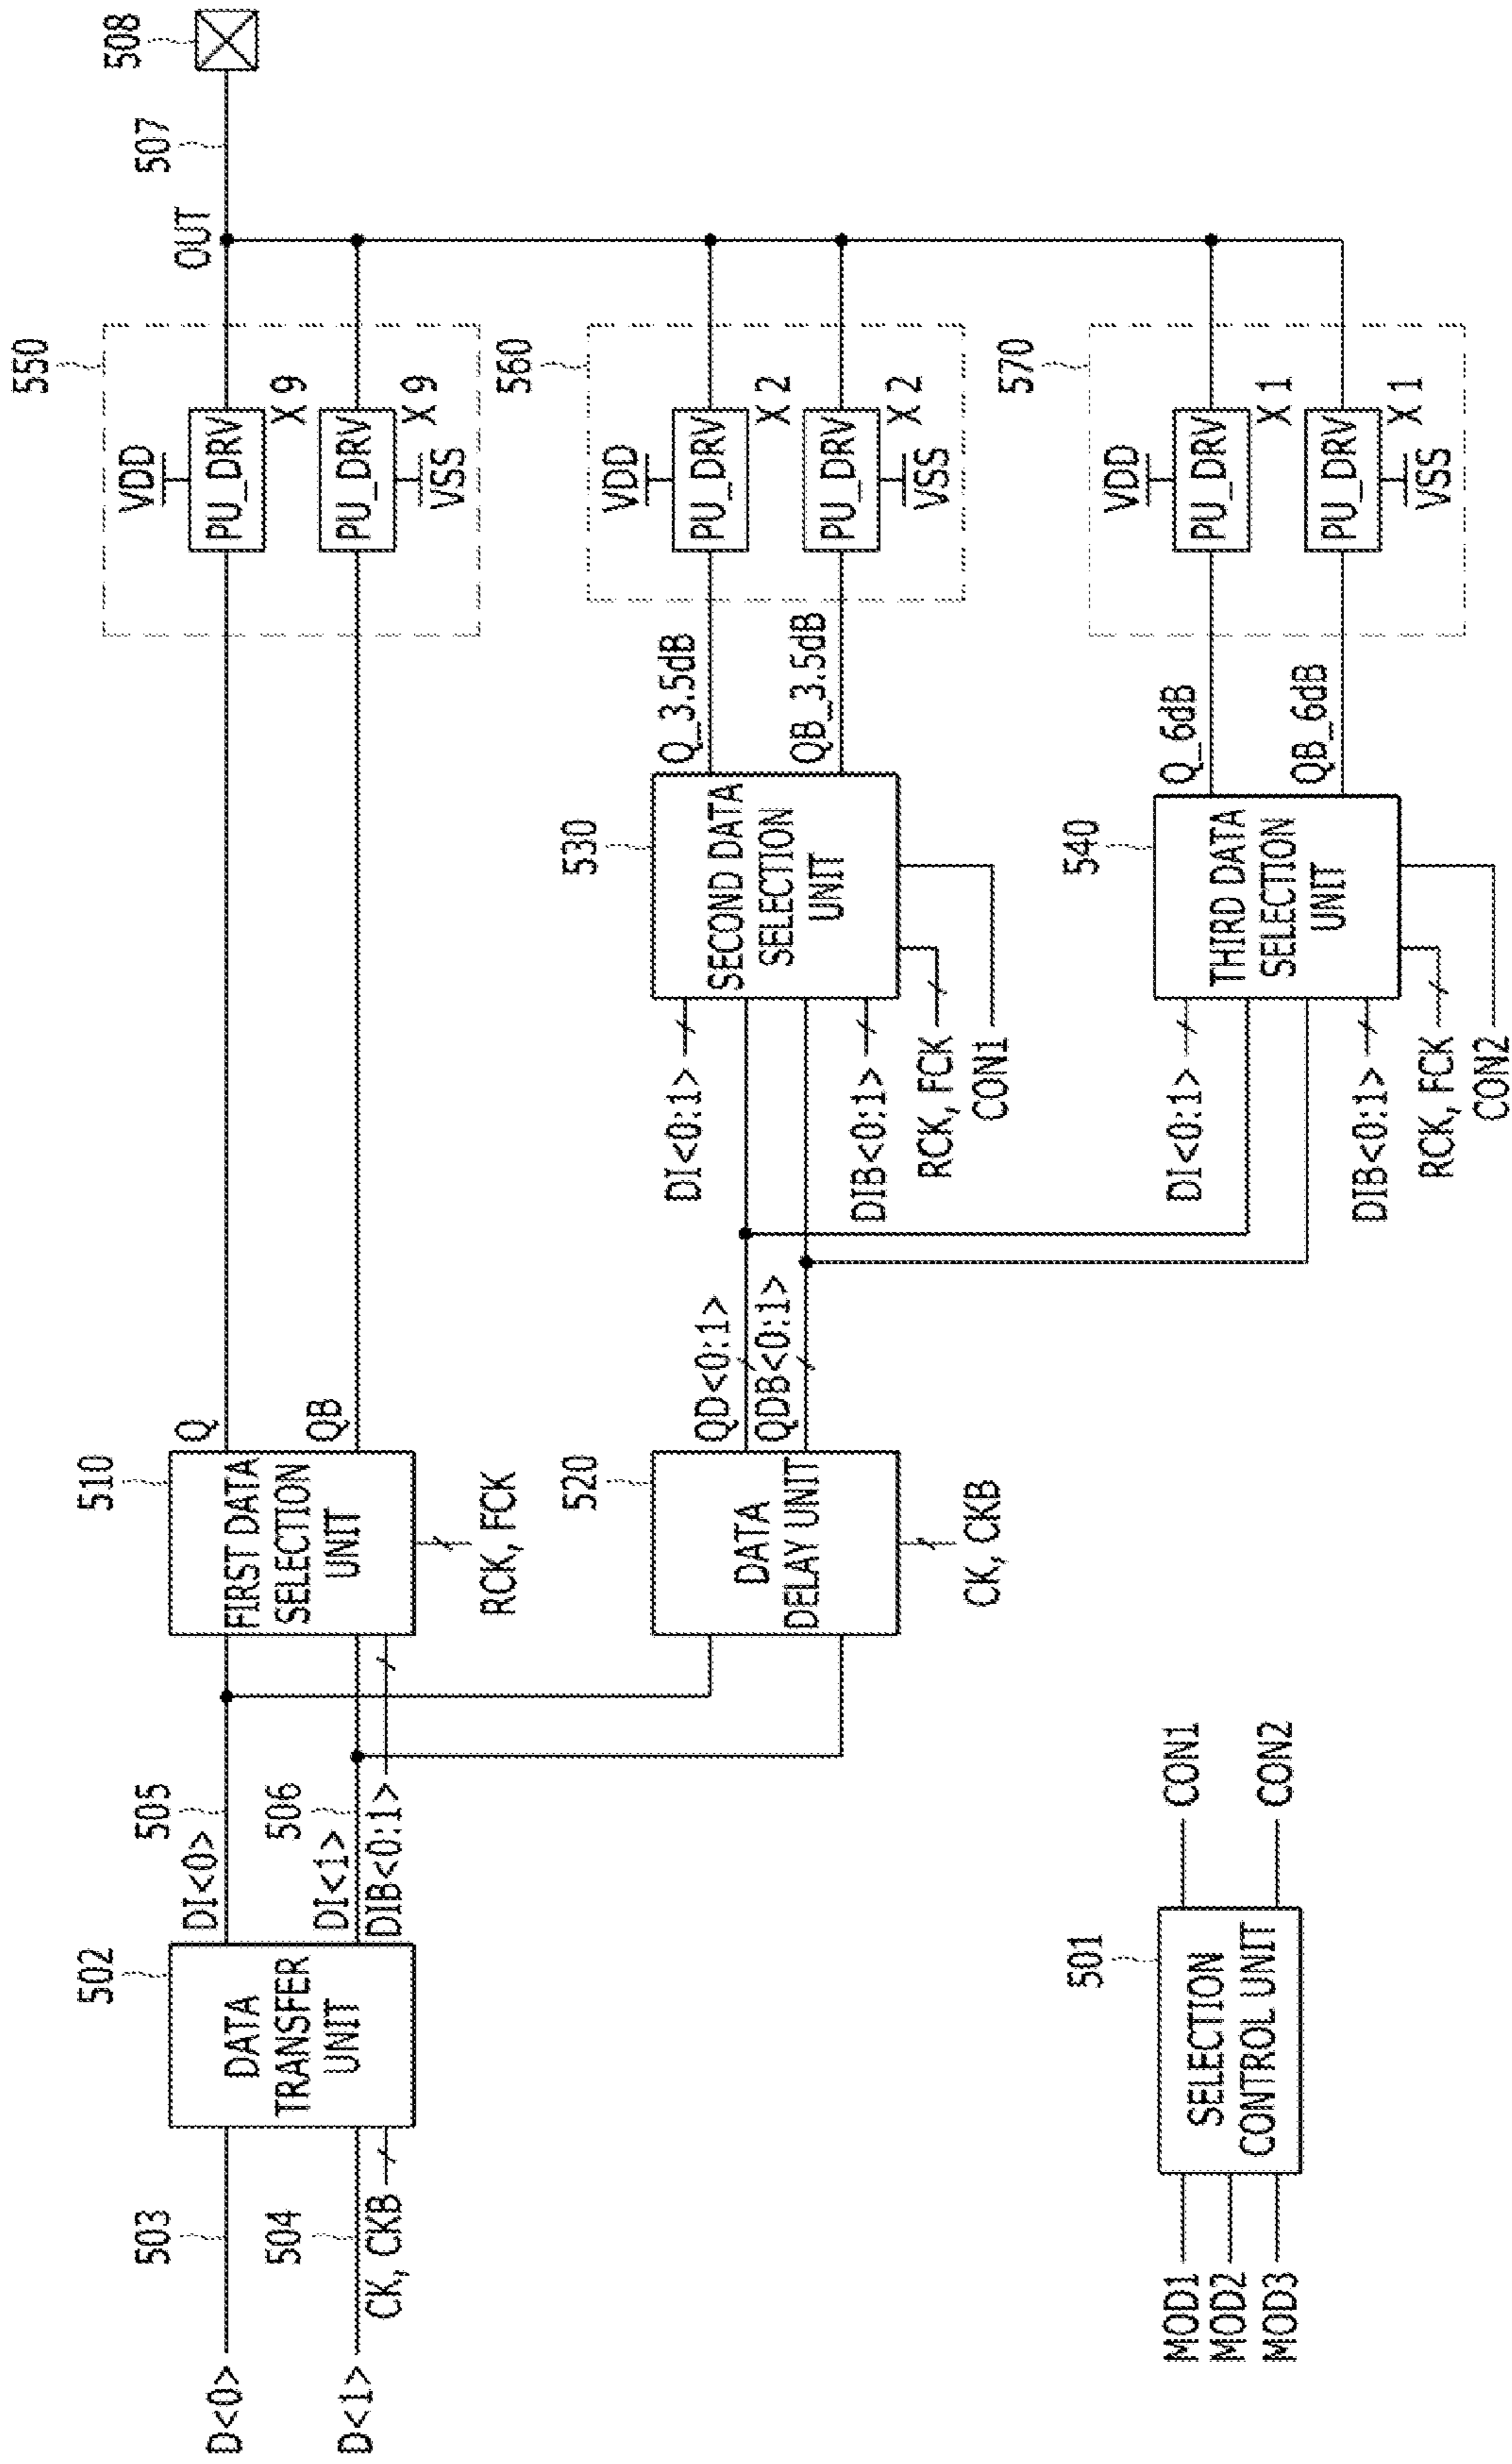 D<0>
D<1>
503
504
CK, CKB
502
DATA
TRANSFER
UNIT
DI<0>
505
DI<1>
506
DIB<0:1>
510
FIRST DATA
SELECTION
UNIT
RCK, FCK
Q
QB
520
DATA
DELAY UNIT
CK, CKB
QD<0:1>
QDB<0:1>
530
SECOND DATA
SELECTION
UNIT
DI<0:1>
DIB<0:1>
RCK, FCK
CON1
Q_3.5dB
QB_3.5dB
540
THIRD DATA
SELECTION
UNIT
DI<0:1>
DIB<0:1>
RCK, FCK
CON2
Q_6dB
QB_6dB
550
VDD
PU_DRV
X 9
PU_DRV
X 9
VSS
560
VDD
PU_DRV
X 2
PU_DRV
X 2
VSS
570
VDD
PU_DRV
X 1
PU_DRV
X 1
VSS
OUT
507
508
501
SELECTION
CONTROL UNIT
MOD1
MOD2
MOD3
CON1
CON2